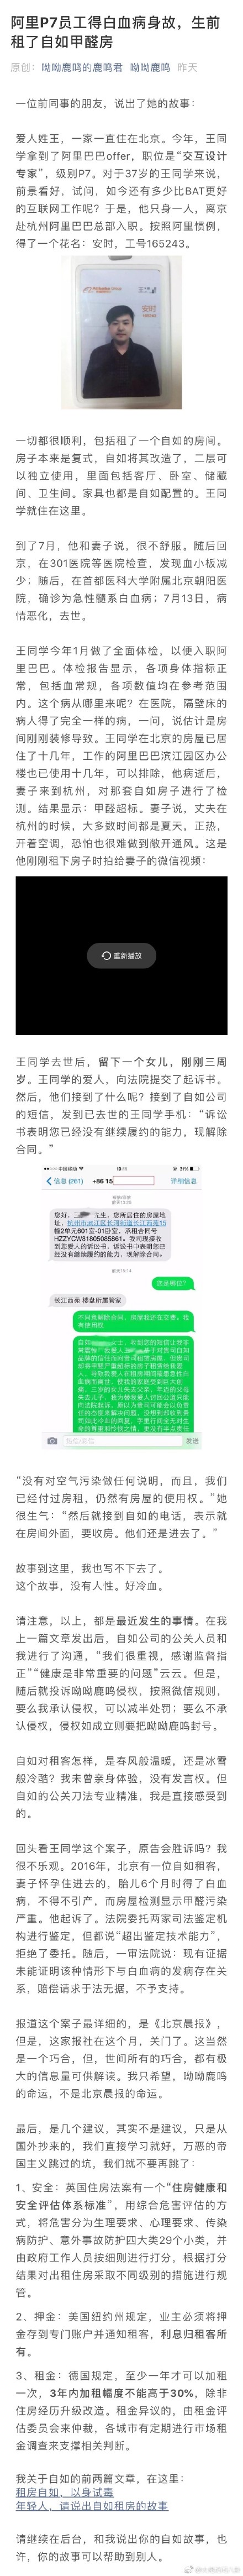 阿里P7员工得白血病身故，生前
租了自如甲醛房
原创： 呦呦鹿鸣的鹿鸣君 呦呦鹿鸣 昨天
一位前同事的朋友，说出了她的故事：
爱人姓王，一家一直住在北京。今年，王同
学拿到了阿里巴巴offer，职位是“交互设计
专家”，级别P7。对于37岁的王同学来说，
前景看好，试问，如今还有多少比BAT更好
的互联网工作呢？于是，他只身一人，离京
赴杭州阿里巴巴总部入职。按照阿里惯例，
得了一个花名：安时，工号165243。
一切都很顺利，包括租了一个自如的房间。
房子本来是复式，自如将其改造了，二层可
以独立使用，里面包括客厅、卧室、储藏
间、卫生间。家具也都是自如配置的。王同
学就住在这里。
到了7月，他和妻子说，很不舒服。随后回
京，在301医院等医院检查，发现血小板减
少；随后，在首都医科大学附属北京朝阳医
院，确诊为急性髓系白血病；7月13日，病
情恶化，去世。
王同学今年1月做了全面体检，以便入职阿
里巴巴。体检报告显示，各项身体指标正
常，包括血常规，各项数值均在参考范围
内。这个病从哪里来呢？在医院，隔壁床的
病人得了完全一样的病，一问，说估计是房
间刚刚装修导致。王同学在北京的房屋已居
住了十几年，工作的阿里巴巴滨江园区办公
楼也已使用十几年，可以排除，他病逝后，
妻子来到杭州，对那套自如房子进行了检
测。结果显示：甲醛超标。妻子说，丈夫在
杭州的时候，大多数时间都是夏天，正热，
开着空调，恐怕也很难做到敞开通风。这是
他刚刚租下房子时拍给妻子的微信视频：
重新播放
王同学去世后，留下一个女儿，刚刚三周
岁。王同学的爱人，向法院提交了起诉书。
然后，他们接到了什么呢？接到了自如公司
的短信，发到已去世的王同学手机：“诉讼
书表明您已经没有继续履约的能力，现解除
合同。”
信息 (261) +86 15 详细信息
您是哪位？
长江西苑 楼盘所属管家
“没有对空气污染做任何说明，而且，我们
已经付过房租，仍然有房屋的使用权。”她
很生气：“然后就接到自如的电话，表示就
在房间外面，要收房。他们还是进去了。”
故事到这里，我也写不下去了。
这个故事，没有人性。好冷血。
请注意，以上，都是最近发生的事情。在我
上一篇文章发出后，自如公司的公关人员和
我进行了沟通，“我们很重视，感谢监督指
正”“健康是非常重要的问题”云云。但是，
随后就投诉呦呦鹿鸣侵权，按照微信规则，
要么我承认侵权，可以减半处罚；要么不承
认侵权，侵权如成立则要把呦呦鹿鸣封号。
自如对租客怎样，是春风般温暖，还是冰雪
般冷酷？我未曾亲身体验，没有发言权。但
自如的公关刀法专业精准，我是直接感受到
的。
回头看王同学这个案子，原告会胜诉吗？我
很不乐观。2016年，北京有一位自如租客，
妻子怀孕住进去的，胎儿6个月时得了白血
病，不得不引产，而房屋检测显示甲醛污染
严重。他起诉了。法院委托两家司法鉴定机
构进行鉴定，但都说“超出鉴定技术能力”，
拒绝了委托。随后，一审法院说：现有证据
未能证明该种情形下与白血病的发病存在关
系，赔偿请求于法无据，不予支持。
报道这个案子最详细的，是《北京晨报》，
但是，这家报社在这个月，关门了。这当然
是一个巧合，但，世间所有的巧合，都有极
大的信息量可供解读。我只希望，呦呦鹿鸣
的命运，不是北京晨报的命运。
最后，是几个建议，其实不是建议，只是从
国外抄来的，我们直接学习就好，万恶的帝
国主义跳过的坑，我们就不要再跳了：
1、安全：英国住房法案有一个“住房健康和
安全评估体系标准”，用综合危害评估的方
式，将危害分为生理要求、心理要求、传染
病防护、意外事故防护四大类29个小类，并
由政府工作人员按细则进行打分，根据打分
结果对出租住房采取不同级别的措施进行规
管。
2、押金：美国纽约州规定，业主必须将押
金存到专门账户并通知租客，利息归租客所
有。
3、租金：德国规定，至少一年才可以加租
一次，3年内加租幅度不能高于30%，除非
住房经历升级改造。租金异议的，由租金评
估委员会来仲裁，各城市有定期进行市场租
金调查来支撑相关判断。
我关于自如的前两篇文章，在这里：
租房自如，以身试毒
年轻人，请说出自如租房的故事
请继续在后台，和我说出你的自如故事，也
许，你的故事可以帮助到别人。